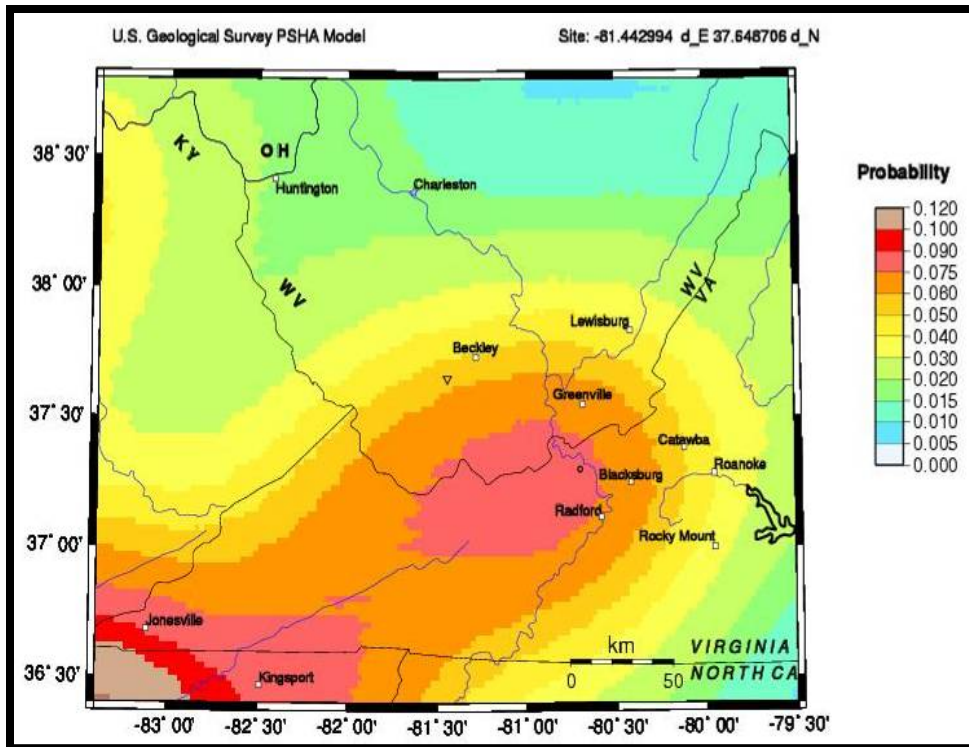 U.S. Geological Survey PSHA Model
Site: -81.442994 d_E 37.648706 d_N
38° 30'
38° 00'
37° 30'
37° 00'
36° 30'
-83° 00'
-82° 30'
-82° 00'
-81° 30'
-81° 00'
-80° 30'
-80° 00'
-79° 30'
KY
OH
Huntington
Charleston
WV
WV
VA
Lewisburg
Beckley
Greenville
Catawba
Roanoke
Blacksburg
Radford
Rocky Mount
Jonesville
Kingsport
km
0 50
VIRGINIA
NORTH CA
Probability
0.120
0.100
0.090
0.075
0.060
0.050
0.040
0.030
0.020
0.015
0.010
0.005
0.000